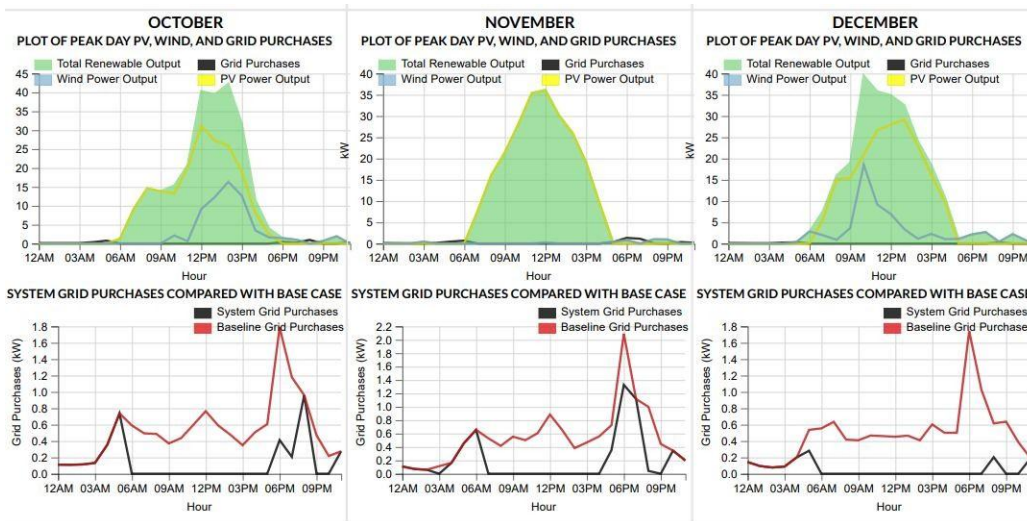 OCTOBER
PLOT OF PEAK DAY PV, WIND, AND GRID PURCHASES
Total Renewable Output
Grid Purchases
Wind Power Output
PV Power Output
45
40
35
30
25
20
15
10
5
0
12AM 03AM 06AM 09AM 12PM 03PM 06PM 09PM
Hour
NOVEMBER
PLOT OF PEAK DAY PV, WIND, AND GRID PURCHASES
Total Renewable Output
Grid Purchases
Wind Power Output
PV Power Output
kW
40
35
30
25
20
15
10
5
0
12AM 03AM 06AM 09AM 12PM 03PM 06PM 09PM
Hour
DECEMBER
PLOT OF PEAK DAY PV, WIND, AND GRID PURCHASES
Total Renewable Output
Grid Purchases
Wind Power Output
PV Power Output
kW
40
35
30
25
20
15
10
5
0
12AM 03AM 06AM 09AM 12PM 03PM 06PM 09PM
Hour
SYSTEM GRID PURCHASES COMPARED WITH BASE CASE
System Grid Purchases
Baseline Grid Purchases
Grid Purchases (kW)
1.8
1.6
1.4
1.2
1.0
0.8
0.6
0.4
0.2
0.0
12AM 03AM 06AM 09AM 12PM 03PM 06PM 09PM
Hour
SYSTEM GRID PURCHASES COMPARED WITH BASE CASE
System Grid Purchases
Baseline Grid Purchases
Grid Purchases (kW)
2.2
2.0
1.8
1.6
1.4
1.2
1.0
0.8
0.6
0.4
0.2
0.0
12AM 03AM 06AM 09AM 12PM 03PM 06PM 09PM
Hour
SYSTEM GRID PURCHASES COMPARED WITH BASE CASE
System Grid Purchases
Baseline Grid Purchases
Grid Purchases (kW)
1.8
1.6
1.4
1.2
1.0
0.8
0.6
0.4
0.2
0.0
12AM 03AM 06AM 09AM 12PM 03PM 06PM 09PM
Hour